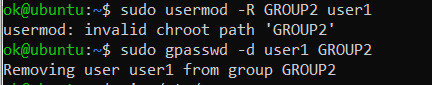 ok@ubuntu:~$ sudo usermod -R GROUP2 user1
usermod: invalid chroot path 'GROUP2'
ok@ubuntu:~$ sudo gpasswd -d user1 GROUP2
Removing user user1 from group GROUP2